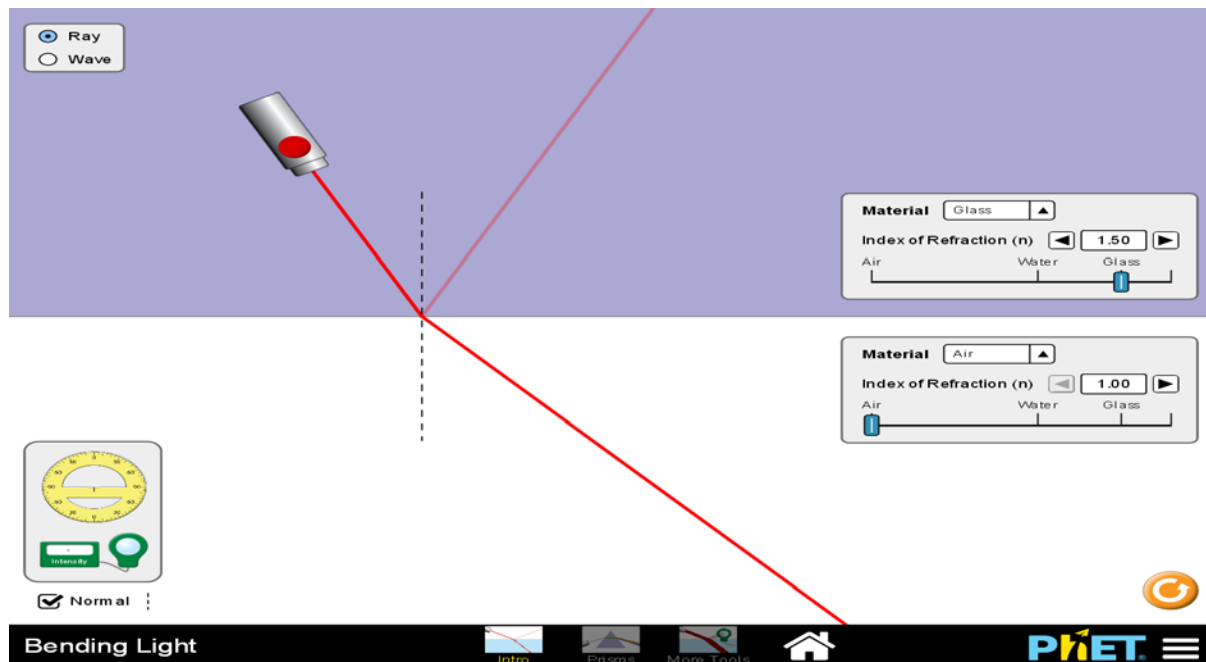 Ray
Wave
Material Glass
Index of Refraction (n) 1.50
Air Water Glass
Material Air
Index of Refraction (n) 1.00
Air Water Glass
Intensity
Normal
Bending Light
Intro Prisms More Tools
PhET